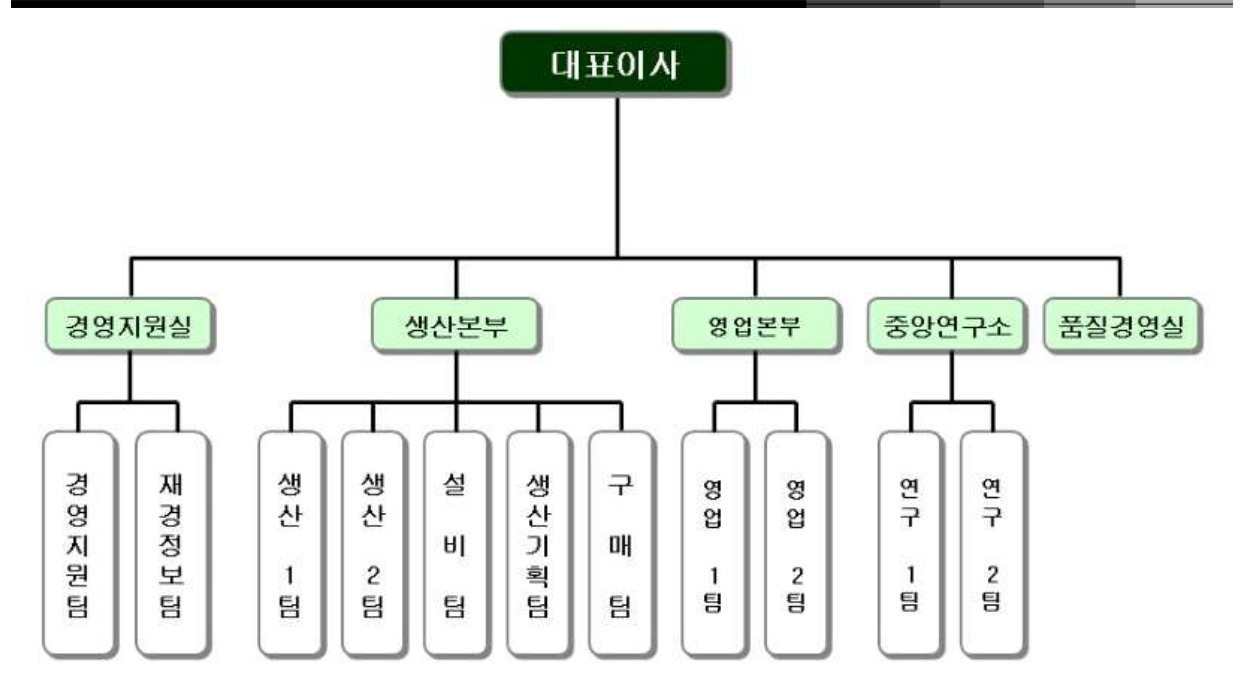 대표이사
경영지원실
생산본부
영업본부
중앙연구소
품질경영실
경영지원팀
재경정보팀
생산 1팀
생산 2팀
설비팀
생산기획팀
구매팀
영업 1팀
영업 2팀
연구 1팀
연구 2팀